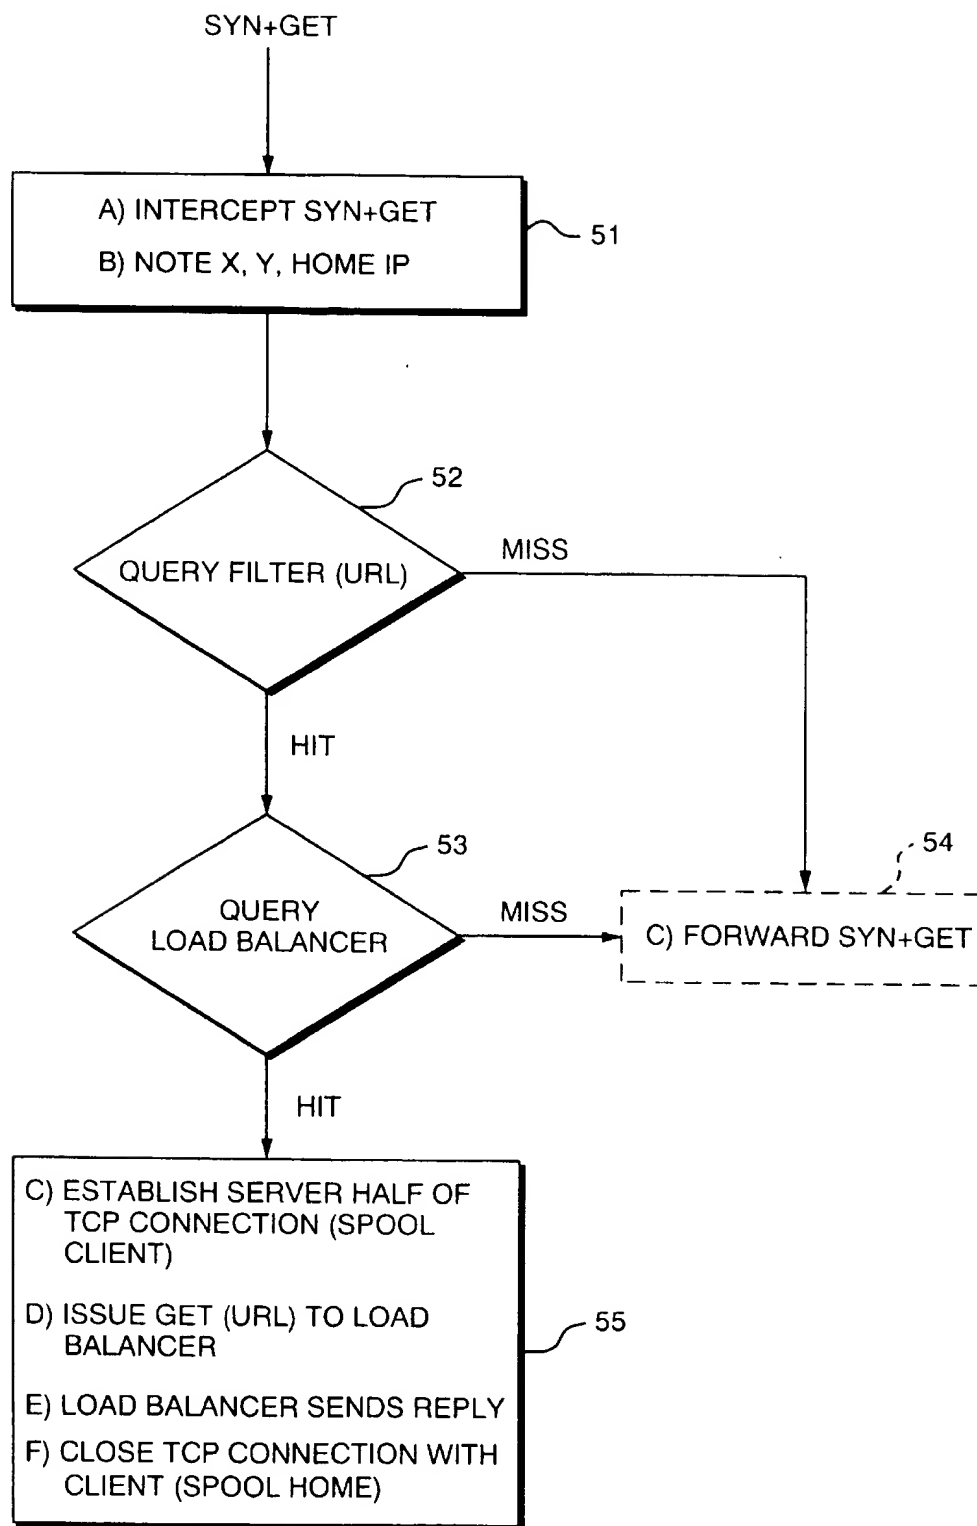 SYN+GET
A) INTERCEPT SYN+GET
B) NOTE X, Y, HOME IP
51
52
QUERY FILTER (URL)
MISS
HIT
53
QUERY
LOAD BALANCER
MISS
54
C) FORWARD SYN+GET
HIT
C) ESTABLISH SERVER HALF OF
TCP CONNECTION (SPOOL
CLIENT)
D) ISSUE GET (URL) TO LOAD
BALANCER
55
E) LOAD BALANCER SENDS REPLY
F) CLOSE TCP CONNECTION WITH
CLIENT (SPOOL HOME)